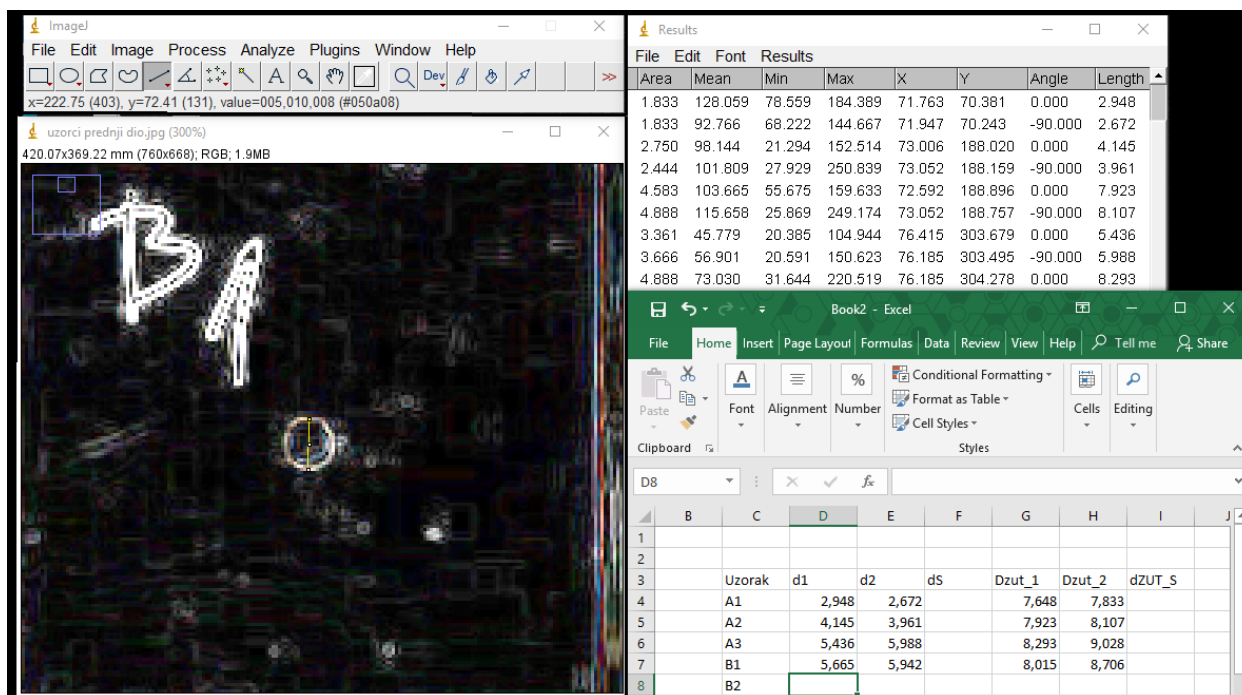 ImageJ
File Edit Image Process Analyze Plugins Window Help
A Dev >>
x=222.75 (403), y=72.41 (131), value=005,010,008 (#050a08)
uzorci prednji dio.jpg (300%)
420.07x369.22 mm (760x668); RGB; 1.9MB
B1
Results
File Edit Font Results
Area Mean Min Max X Y Angle Length
1.833 128.059 78.559 184.389 71.763 70.381 0.000 2.948
1.833 92.766 68.222 144.667 71.947 70.243 -90.000 2.672
2.750 98.144 21.294 152.514 73.006 188.020 0.000 4.145
2.444 101.809 27.929 250.839 73.052 188.159 -90.000 3.961
4.583 103.665 55.675 159.633 72.592 188.896 0.000 7.923
4.888 115.658 25.869 249.174 73.052 188.757 -90.000 8.107
3.361 45.779 20.385 104.944 76.415 303.679 0.000 5.436
3.666 56.901 20.591 150.623 76.185 303.495 -90.000 5.988
4.888 73.030 31.644 220.519 76.185 304.278 0.000 8.293
Book2 - Excel
File Home Insert Page Layout Formulas Data Review View Help Tell me Share
Paste
Clipboard
A
Font
Alignment
%
Number
Conditional Formatting
Format as Table
Cell Styles
Styles
Cells
Editing
D8 fx
B C D E F G H I J
1
2
3 Uzorak d1 d2 dS Dzut_1 Dzut_2 dZUT_S
4 A1 2,948 2,672 7,648 7,833
5 A2 4,145 3,961 7,923 8,107
6 A3 5,436 5,988 8,293 9,028
7 B1 5,665 5,942 8,015 8,706
8 B2